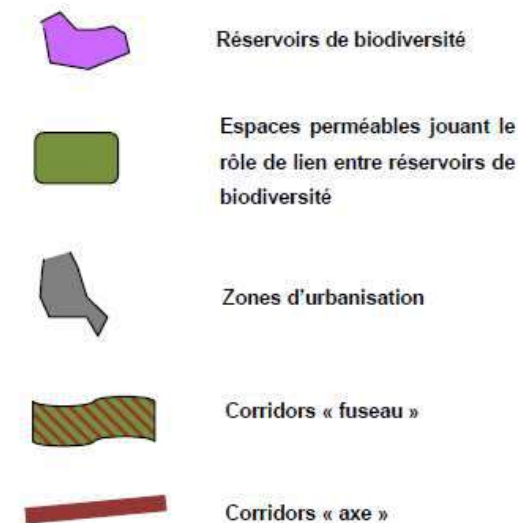 Réservoirs de biodiversité
Espaces perméables jouant le
rôle de lien entre réservoirs de
biodiversité
Zones d'urbanisation
Corridors « fuseau »
Corridors « axe »